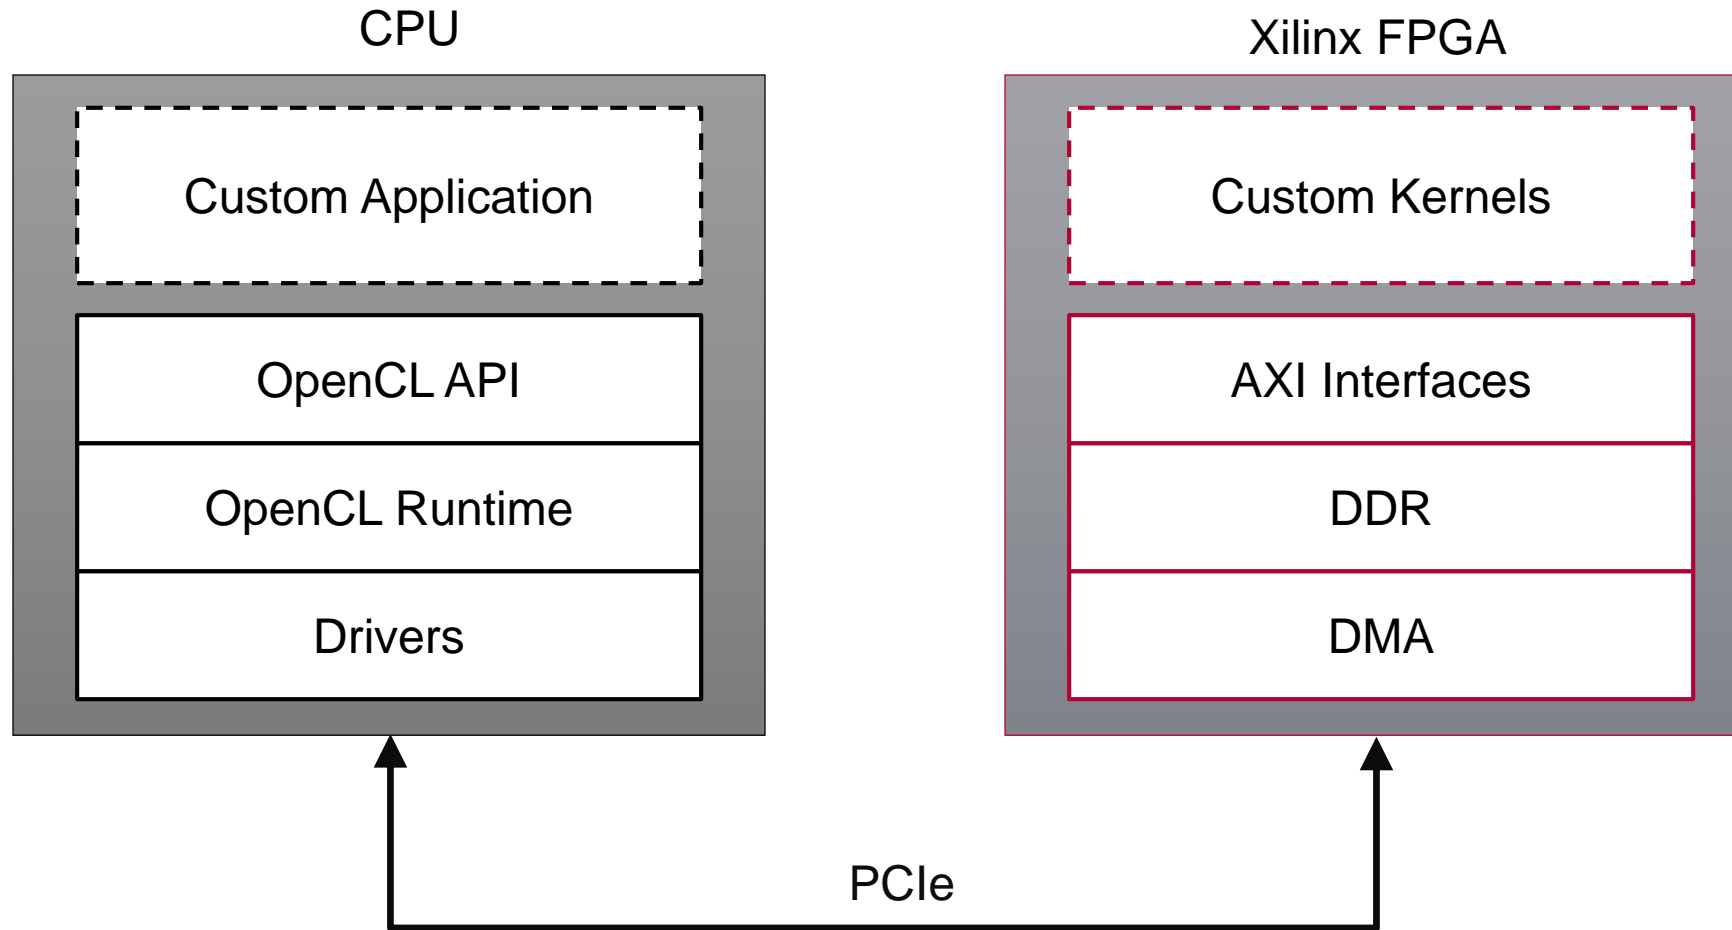 CPU
Custom Application
OpenCL API
OpenCL Runtime
Drivers
Xilinx FPGA
Custom Kernels
AXI Interfaces
DDR
DMA
PCIe